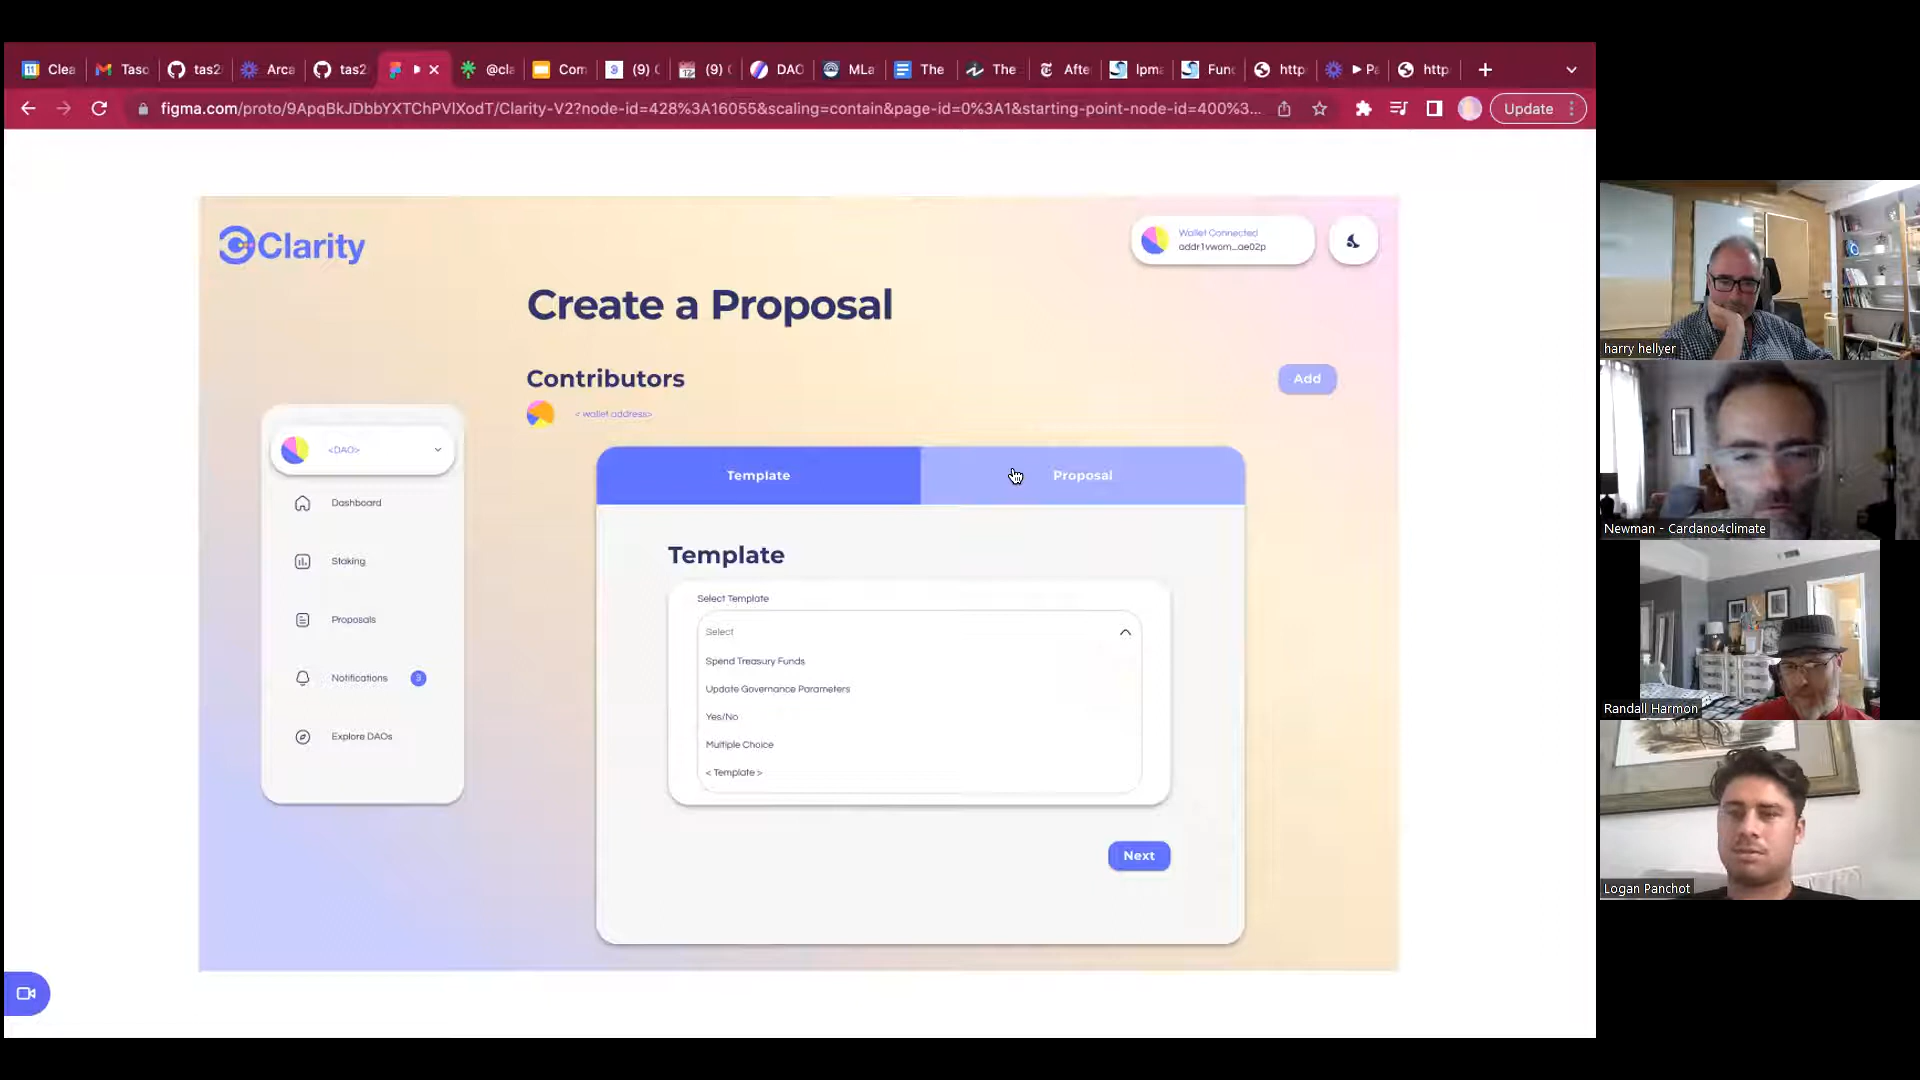 Clea
Taso
tas2
Arca
tas2
@cla
Com
(9) (
(9) (
DAO
MLa
The
The
Afte
Ipma
Func
http
Pa
http
figma.com/proto/9ApqBkJDbbYXTChPVlXodT/Clarity-V2?node-id=428%3A16055&scaling=contain&page-id=0%3A1&starting-point-node-id=400%3...
Update
Clarity
Wallet Connected
addr1vwom...ae02p
Create a Proposal
Contributors
Add
< wallet address>
<DAO>
Dashboard
Staking
Proposals
Notifications
3
Explore DAOs
Template
Proposal
Template
Select Template
Select
Spend Treasury Funds
Update Governance Parameters
Yes/No
Multiple Choice
< Template >
Next
harry hellyer
Newman - Cardano4climate
Randall Harmon
Logan Panchot